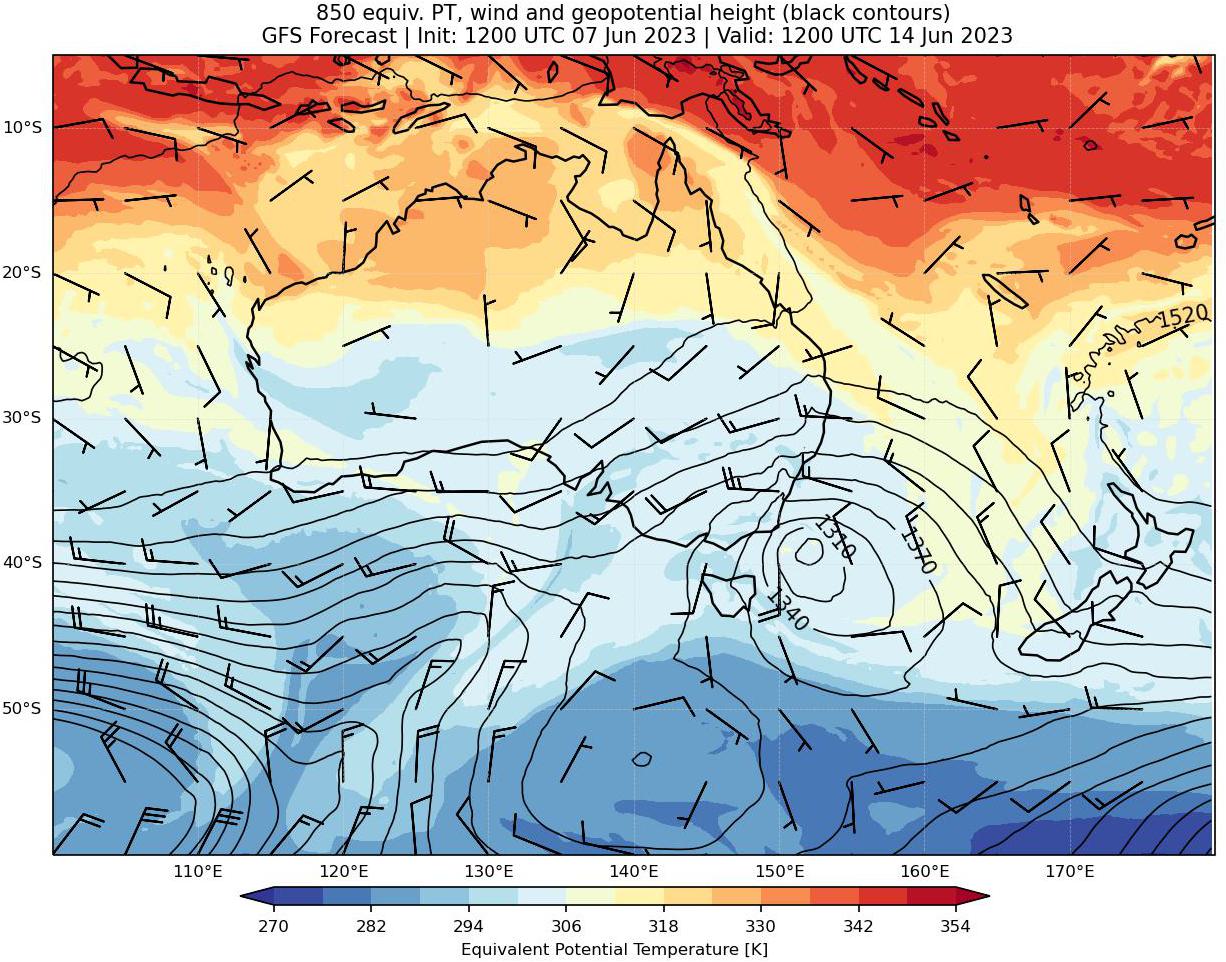 850 equiv. PT, wind and geopotential height (black contours)
GFS Forecast | Init: 1200 UTC 07 Jun 2023 | Valid: 1200 UTC 14 Jun 2023
10°S
20°S
1520
30°S
1310
1370
40°S
1340
50°S
110°E 120°E 130°E 140°E 150°E 160°E 170°E
270 282 294 306 318 330 342 354
Equivalent Potential Temperature [K]